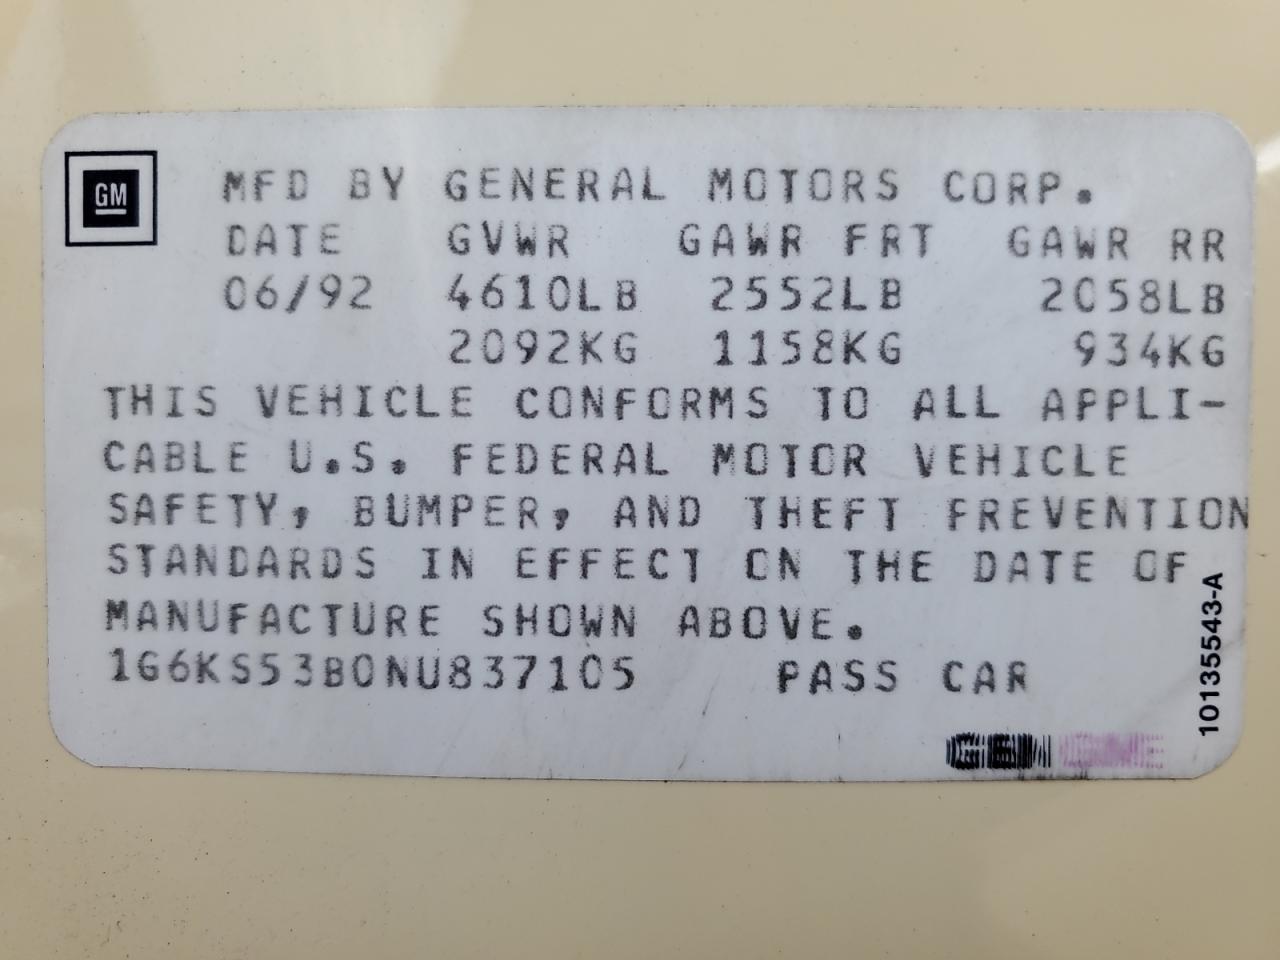 GM
MFD BY GENERAL MOTORS CORP.
DATE GVWR GAWR FRT GAWR RR
06/92 4610LB 2552LB 2058LB
2092KG 1158KG 934KG
THIS VEHICLE CONFORMS TO ALL APPLI-
CABLE U.S. FEDERAL MOTOR VEHICLE
SAFETY, BUMPER, AND THEFT PREVENTION
STANDARDS IN EFFECT ON THE DATE OF
MANUFACTURE SHOWN ABOVE.
1G6KS53B0NU837105 PASS CAR
10135543-A